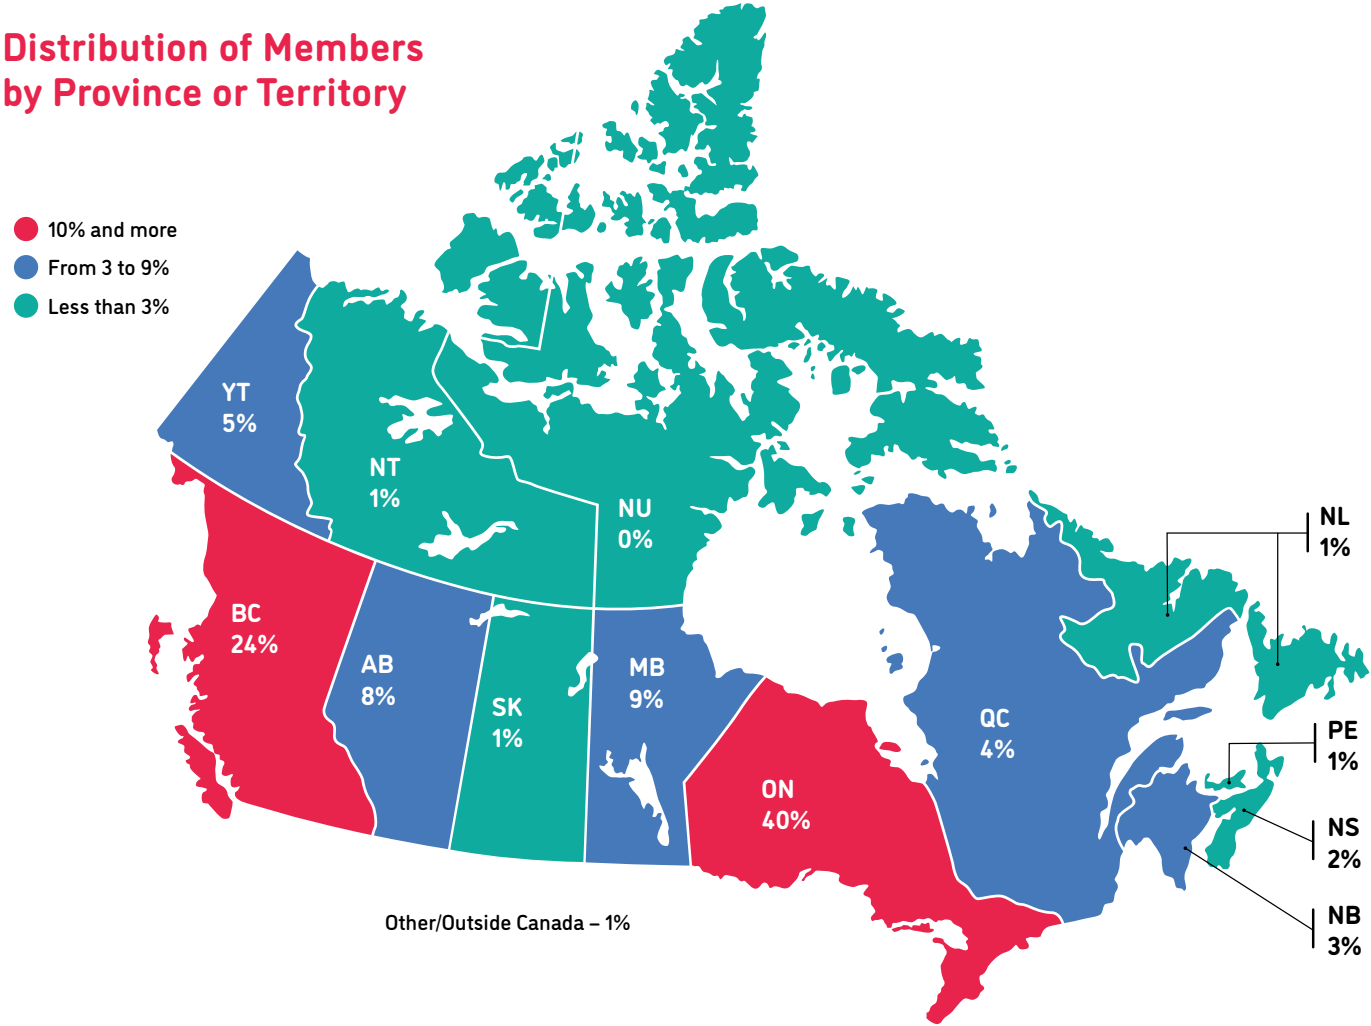 Distribution of Members
by Province or Territory
10% and more
From 3 to 9%
Less than 3%
YT
5%
NT
1%
NU
0%
BC
24%
AB
8%
SK
1%
MB
9%
ON
40%
QC
4%
NL
1%
PE
1%
NS
2%
NB
3%
Other/Outside Canada – 1%